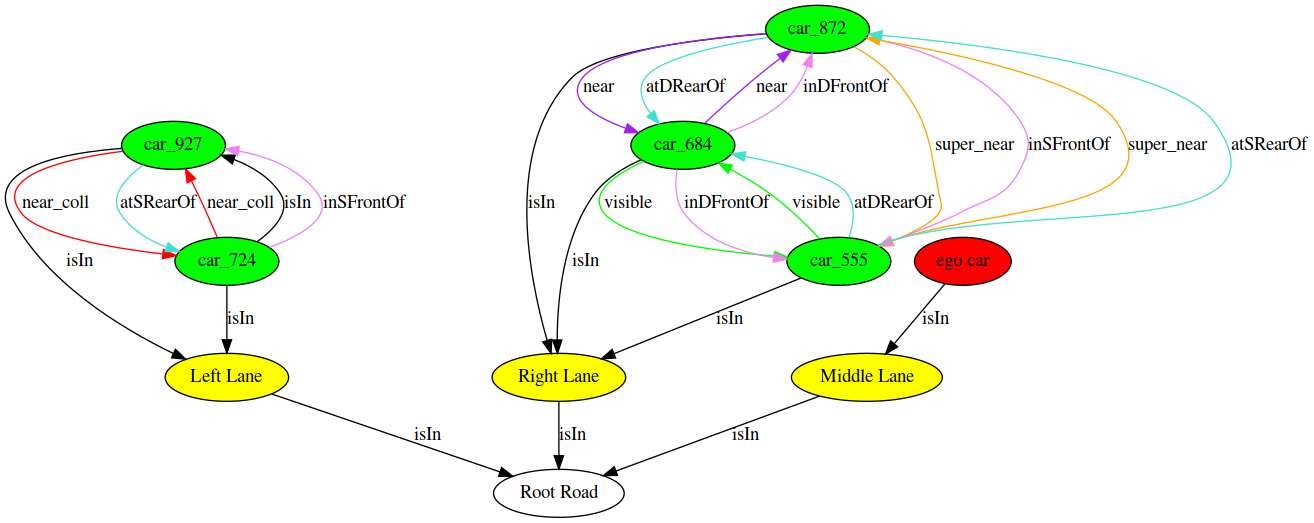 car_872
near
atDRearOf
near
inDFrontOf
car_927
car_684
super_near
inSFrontOf
super_near
atSRearOf
near_coll
atSRearOf
near_coll
isIn
inSFrontOf
isIn
visible
inDFrontOf
visible
atDRearOf
isIn
car_724
isIn
car_555
ego car
isIn
isIn
isIn
Left Lane
Right Lane
Middle Lane
isIn
isIn
isIn
Root Road